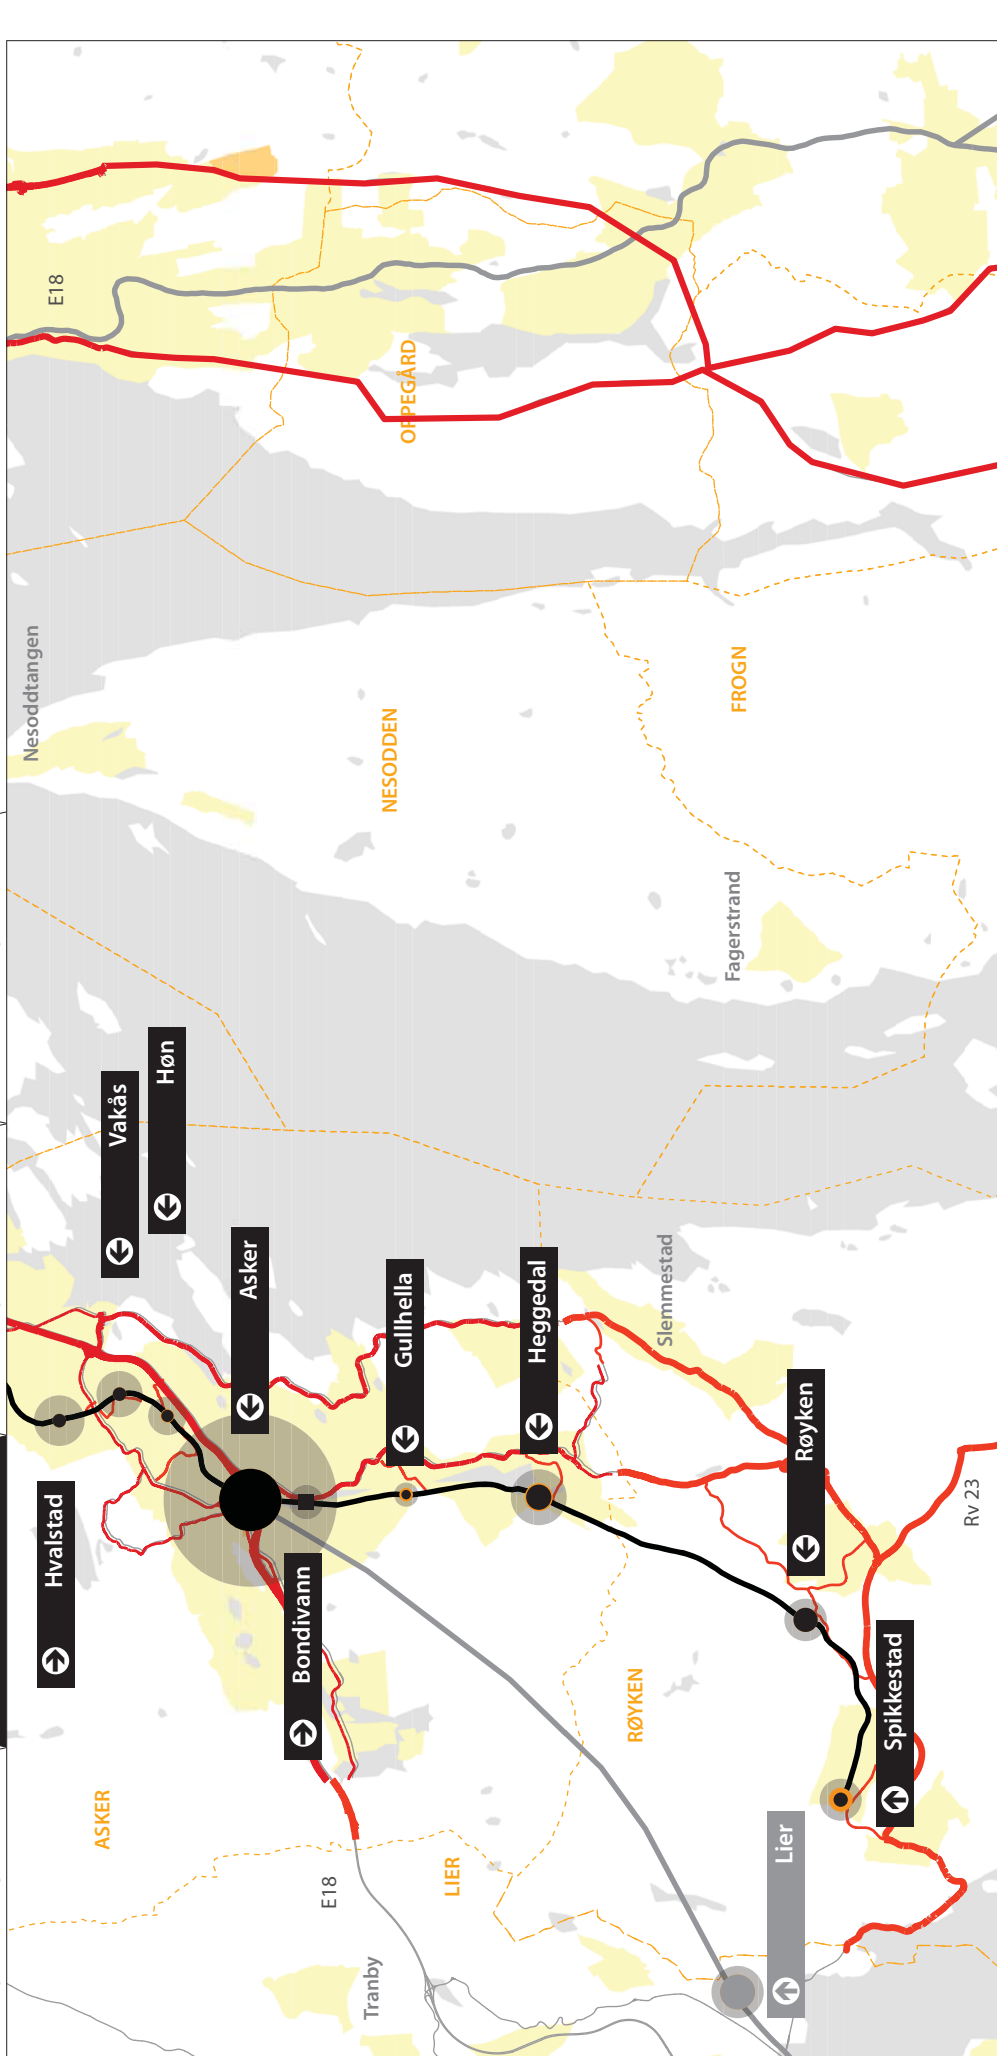 E18
OPPEGÅRD
Nesoddtangen
NESODDEN
FROGN
Fagerstrand
Vakås
Høn
Asker
Gullhella
Heggedal
Slemmestad
Røyken
Hvalstad
Bondivann
Rv 23
RØYKEN
Spikkestad
ASKER
LIER
E18
Lier
Tranby